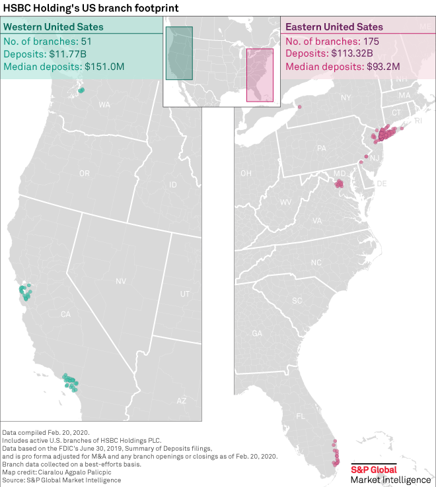 HSBC Holding's US branch footprint
Western United Sates
No. of branches: 51
Deposits: $11.77B
Median deposits: $151.0M
Eastern United Sates
No. of branches: 175
Deposits: $113.32B
Median deposits: $93.2M
WA
OR
ID
NV
UT
CA
AZ
NY
MA
CT
RI
PA
OH
MD
DE
WV
VA
NC
SC
GA
FL
Data compiled Feb. 20, 2020.
Includes active U.S. branches of HSBC Holdings PLC.
Data based on the FDIC's June 30, 2019, Summary of Deposits filings,
and is pro forma adjusted for M&A and any branch openings or closings as of Feb. 20, 2020.
Branch data collected on a best-efforts basis.
Map credit: Ciaralou Agpalo Palicpic
Source: S&P Global Market Intelligence
S&P Global
Market Intelligence